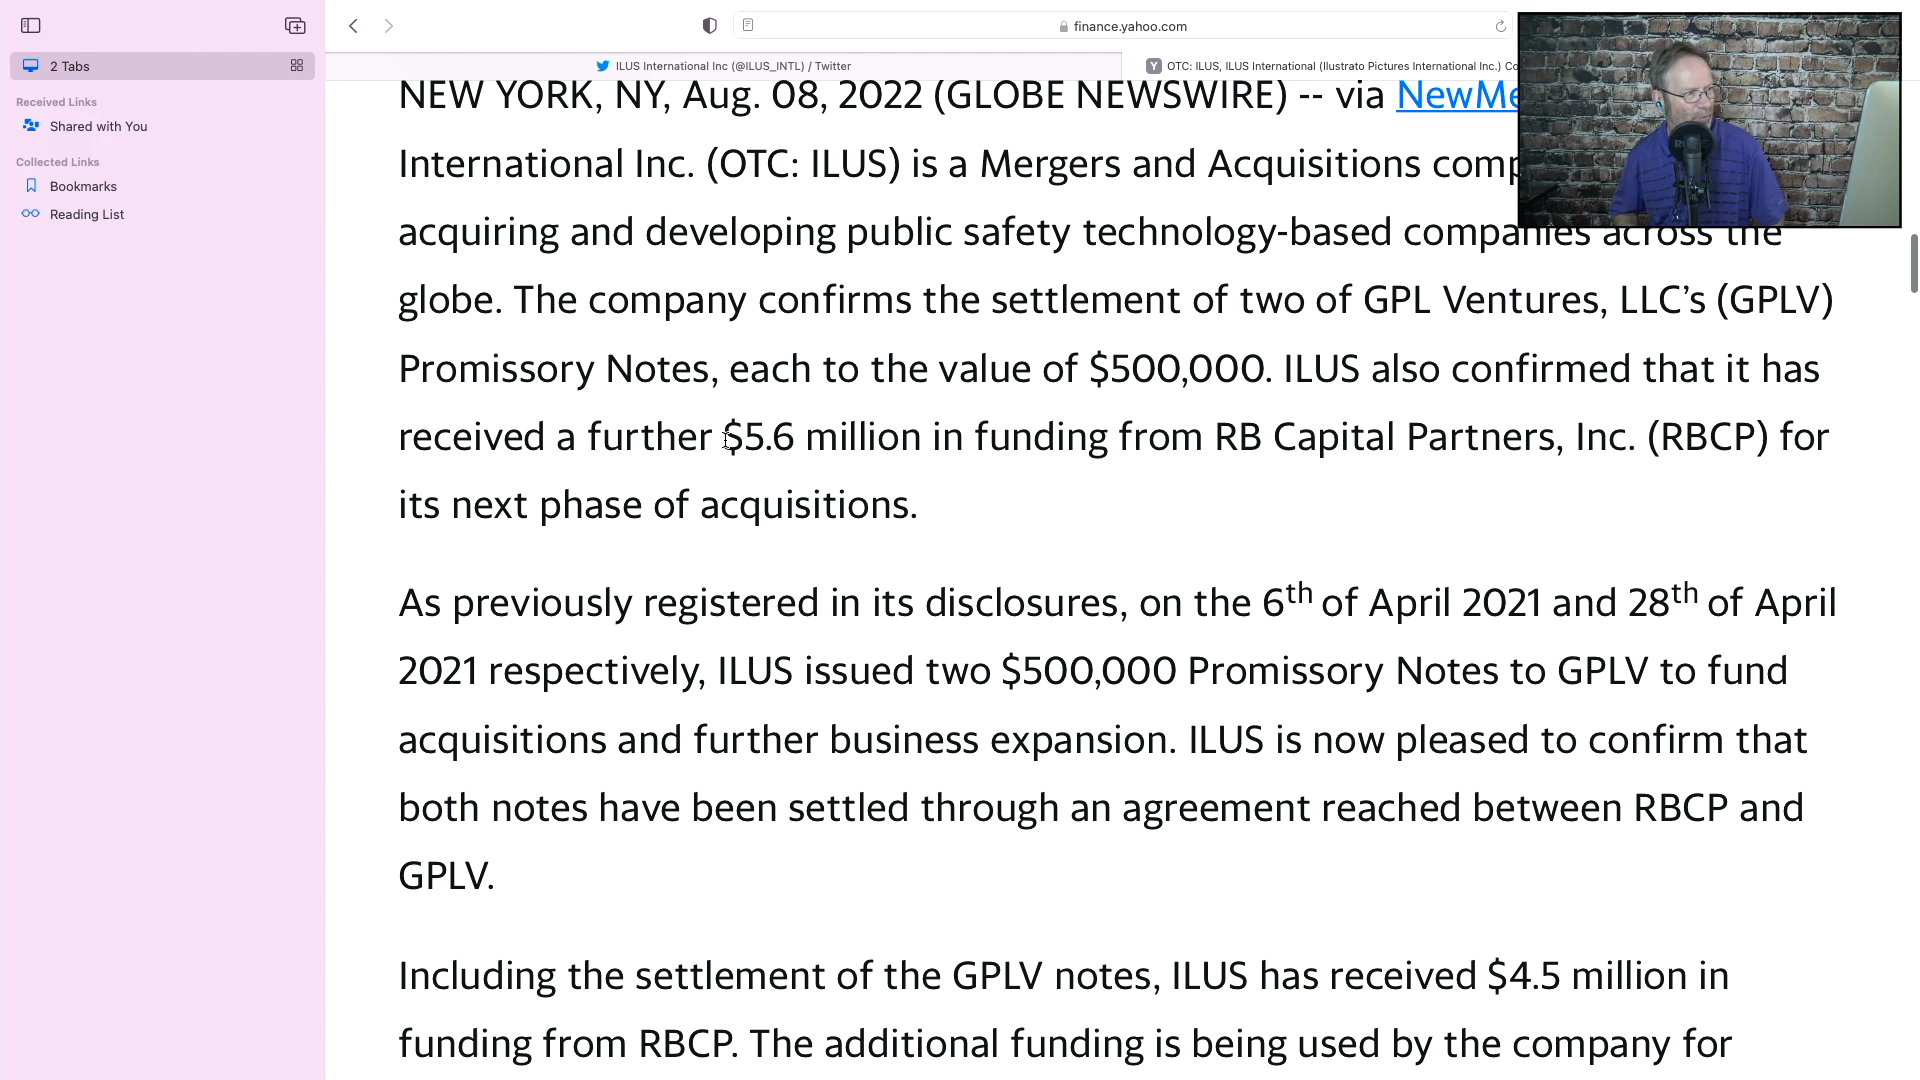 finance.yahoo.com
2 Tabs
ILUS International Inc (@ILUS_INTL) / Twitter
OTC: ILUS, ILUS International (Ilustrato Pictures International Inc.) Co
Received Links
Shared with You
Collected Links
Bookmarks
Reading List
NEW YORK, NY, Aug. 08, 2022 (GLOBE NEWSWIRE) -- via
International Inc. (OTC: ILUS) is a Mergers and Acquisitions
acquiring and developing public safety technology-based companies across the
globe. The company confirms the settlement of two of GPL Ventures, LLC’s (GPLV)
Promissory Notes, each to the value of $500,000. ILUS also confirmed that it has
received a further $5.6 million in funding from RB Capital Partners, Inc. (RBCP) for
its next phase of acquisitions.
As previously registered in its disclosures, on the 6th of April 2021 and 28th of April
2021 respectively, ILUS issued two $500,000 Promissory Notes to GPLV to fund
acquisitions and further business expansion. ILUS is now pleased to confirm that
both notes have been settled through an agreement reached between RBCP and
GPLV.
Including the settlement of the GPLV notes, ILUS has received $4.5 million in
funding from RBCP. The additional funding is being used by the company for